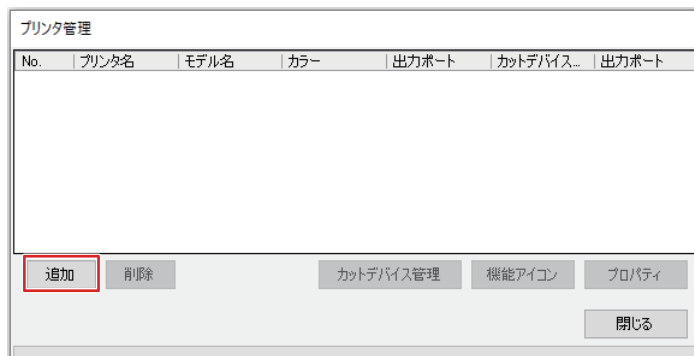 プリンタ管理
No. プリンタ名 モデル名 カラー 出力ポート カットデバイス... 出力ポート
追加 削除 カットデバイス管理 機能アイコン プロパティ
閉じる